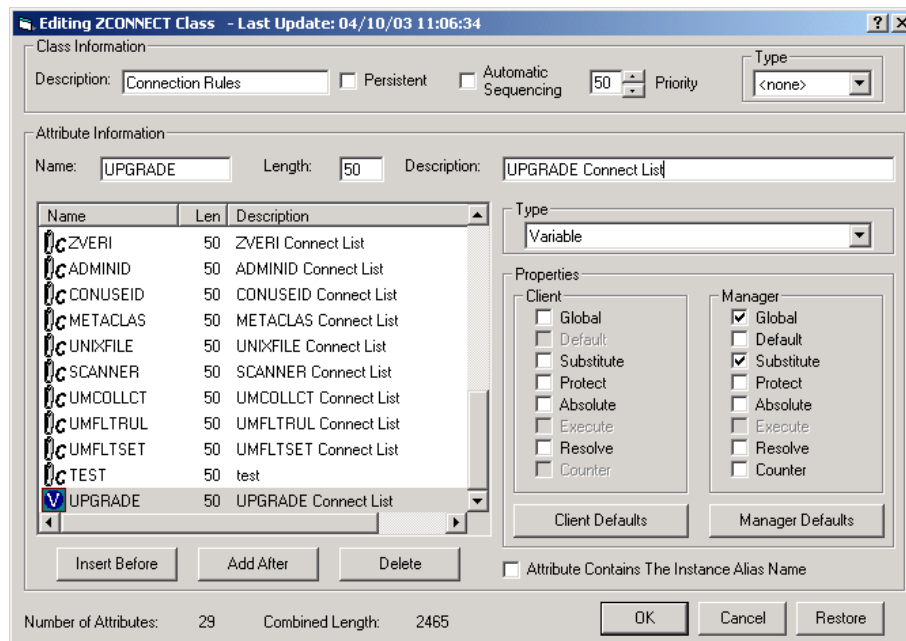 Editing ZCONNECT Class - Last Update: 04/10/03 11:06:34
Class Information
Description: Connection Rules Persistent Automatic Sequencing 50 Priority
Type
<none>
Attribute Information
Name: UPGRADE Length: 50 Description: UPGRADE Connect List
Name Len Description
ZVERI 50 ZVERI Connect List
ADMINID 50 ADMINID Connect List
CONUSEID 50 CONUSEID Connect List
METACLAS 50 METACLAS Connect List
UNIXFILE 50 UNIXFILE Connect List
SCANNER 50 SCANNER Connect List
UMCOLLCT 50 UMCOLLCT Connect List
UMFLTRUL 50 UMFLTRUL Connect List
UMFLTSET 50 UMFLTSET Connect List
TEST 50 test
V UPGRADE 50 UPGRADE Connect List
Insert Before Add After Delete
Type
Variable
Properties
Client
Global
Default
Substitute
Protect
Absolute
Execute
Resolve
Counter
Client Defaults
Manager
Global
Default
Substitute
Protect
Absolute
Execute
Resolve
Counter
Manager Defaults
Attribute Contains The Instance Alias Name
Number of Attributes: 29 Combined Length: 2465
OK Cancel Restore